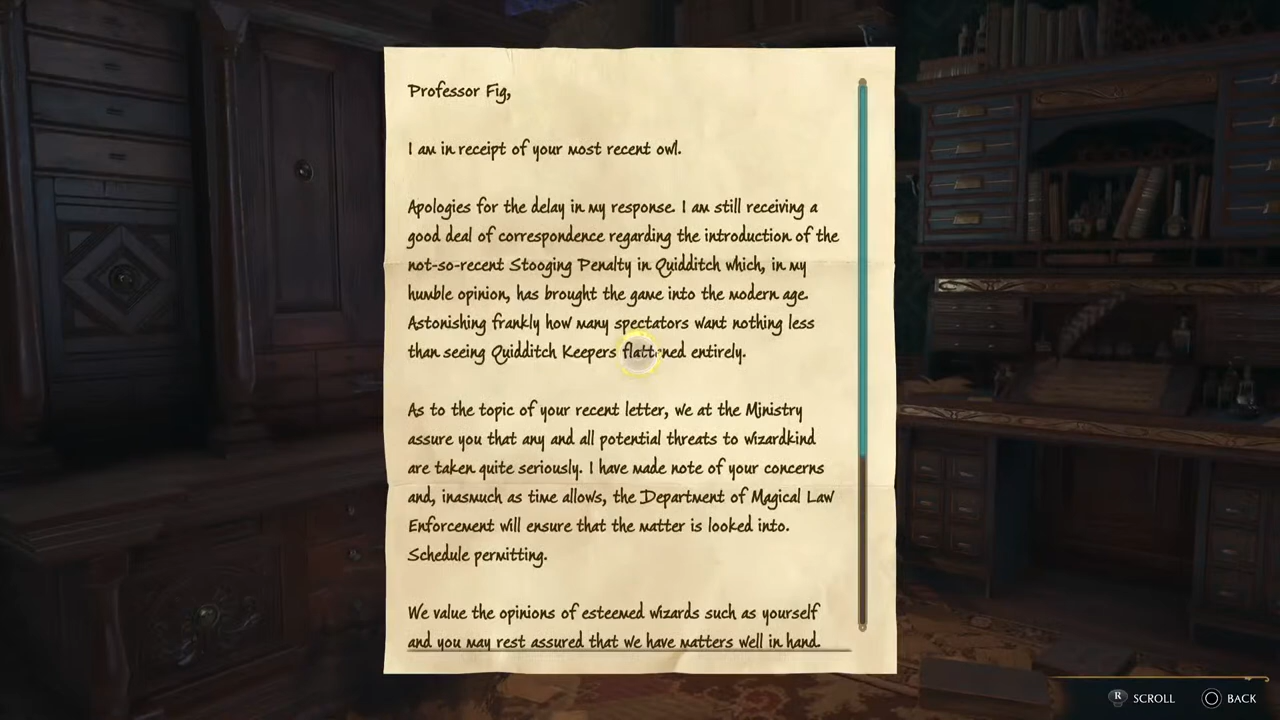 Professor Fig,
I am in receipt of your most recent owl.
Apologies for the delay in my response. I am still receiving a
good deal of correspondence regarding the introduction of the
not-so-recent Stooging Penalty in Quidditch which, in my
humble opinion, has brought the game into the modern age.
Astonishing frankly how many spectators want nothing less
than seeing Quidditch Keepers flattened entirely.
As to the topic of your recent letter, we at the Ministry
assure you that any and all potential threats to wizardkind
are taken quite seriously. I have made note of your concerns
and, inasmuch as time allows, the Department of Magical Law
Enforcement will ensure that the matter is looked into.
Schedule permitting.
We value the opinions of esteemed wizards such as yourself
and you may rest assured that we have matters well in hand.
R SCROLL BACK